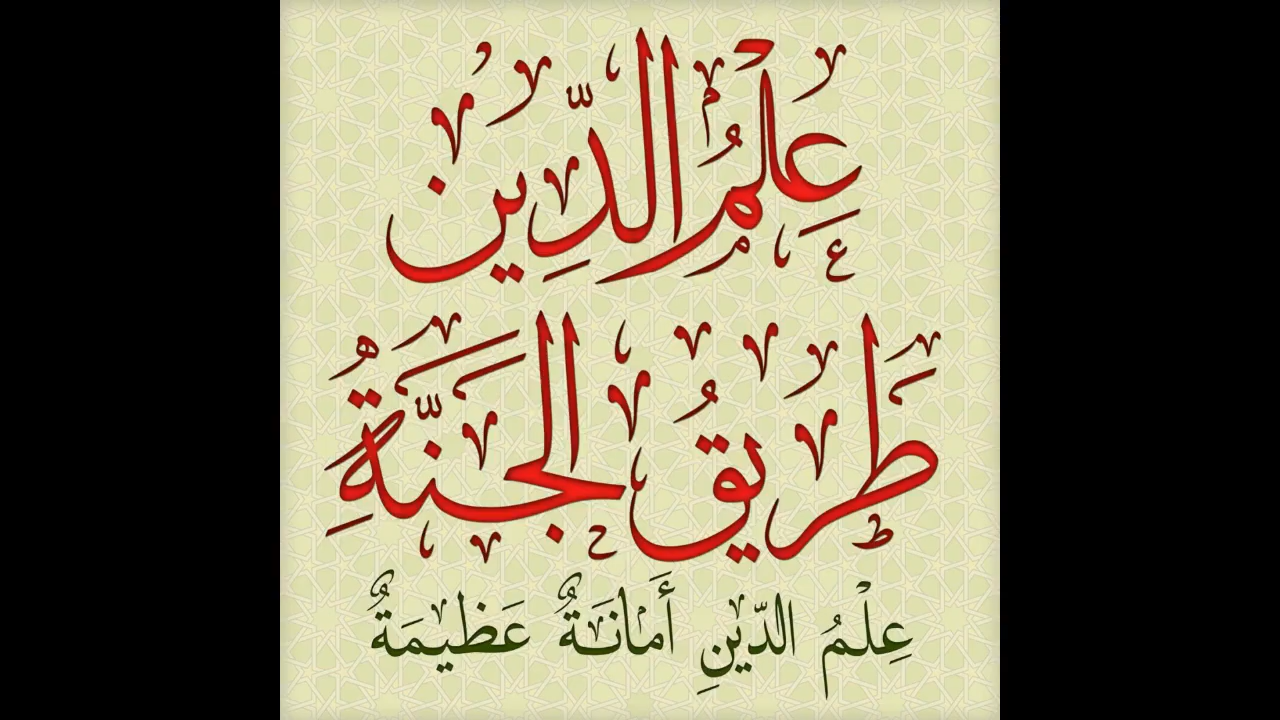 عِلْمُ الدِّينِ
طَرِيقُ الجَنَّةِ
عِلْمُ الدِّينِ أَمَانَةٌ عَظِيمَةٌ